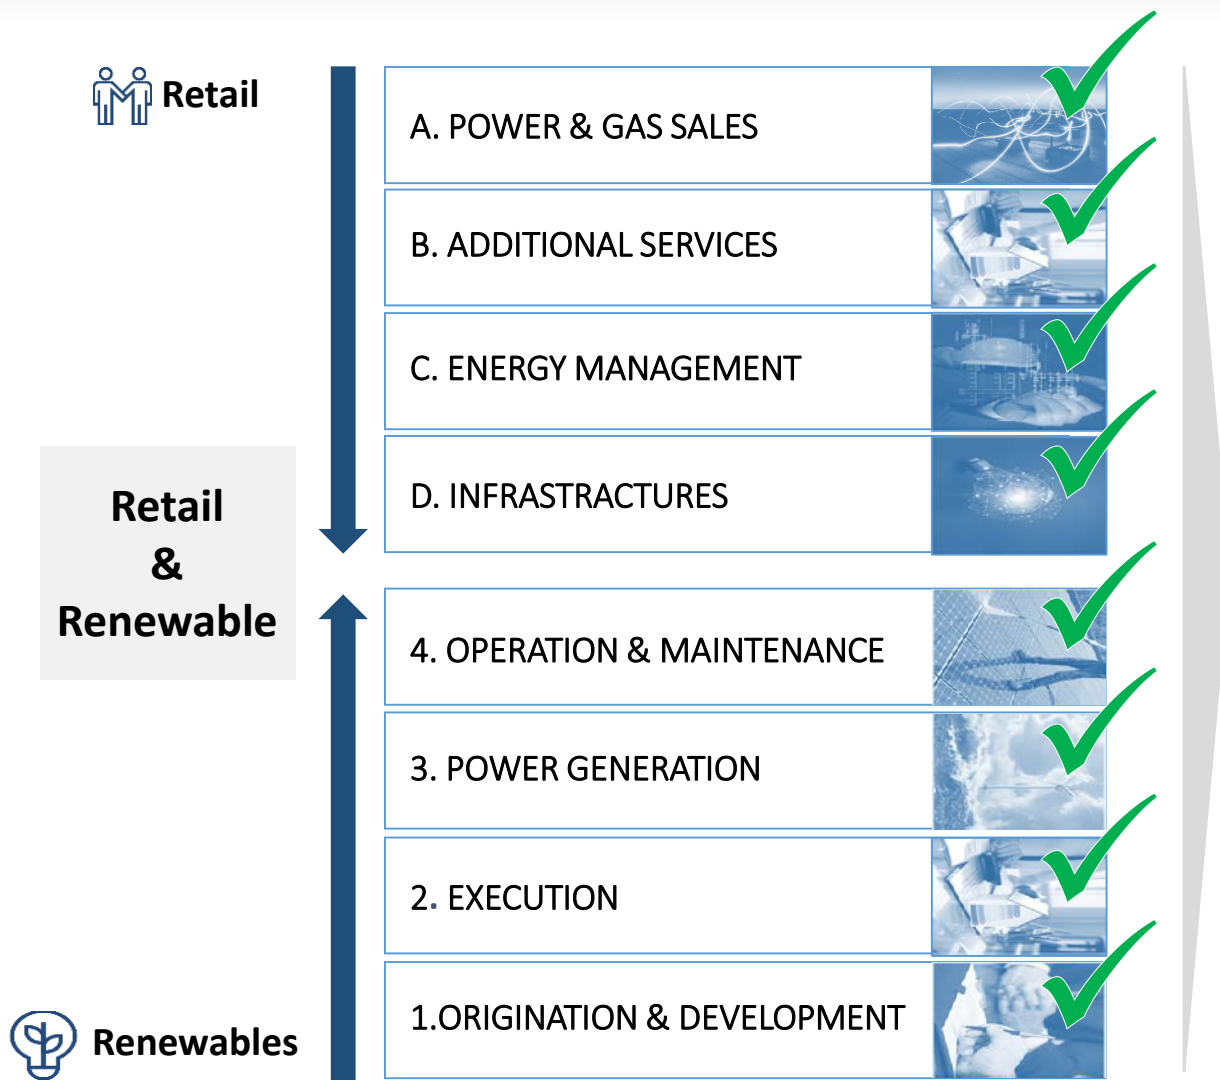 Retail
A. POWER & GAS SALES
B. ADDITIONAL SERVICES
C. ENERGY MANAGEMENT
D. INFRASTRACTURES
Retail
&
Renewable
4. OPERATION & MAINTENANCE
3. POWER GENERATION
2. EXECUTION
1.ORIGINATION & DEVELOPMENT
Renewables